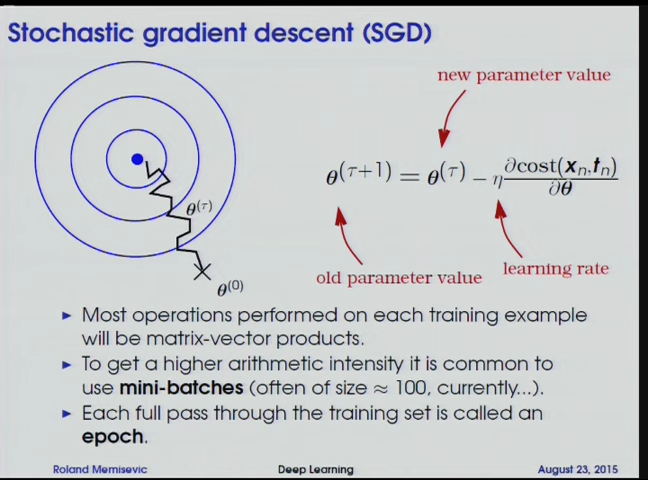 Stochastic gradient descent (SGD)
new parameter value
θ^(τ+1) = θ^(τ) − η ∂cost(x_n,t_n)/∂θ
θ^(τ)
θ^(0)
old parameter value
learning rate
▶ Most operations performed on each training example
will be matrix-vector products.
▶ To get a higher arithmetic intensity it is common to
use mini-batches (often of size ≈ 100, currently...).
▶ Each full pass through the training set is called an
epoch.
Roland Memisevic Deep Learning August 23, 2015